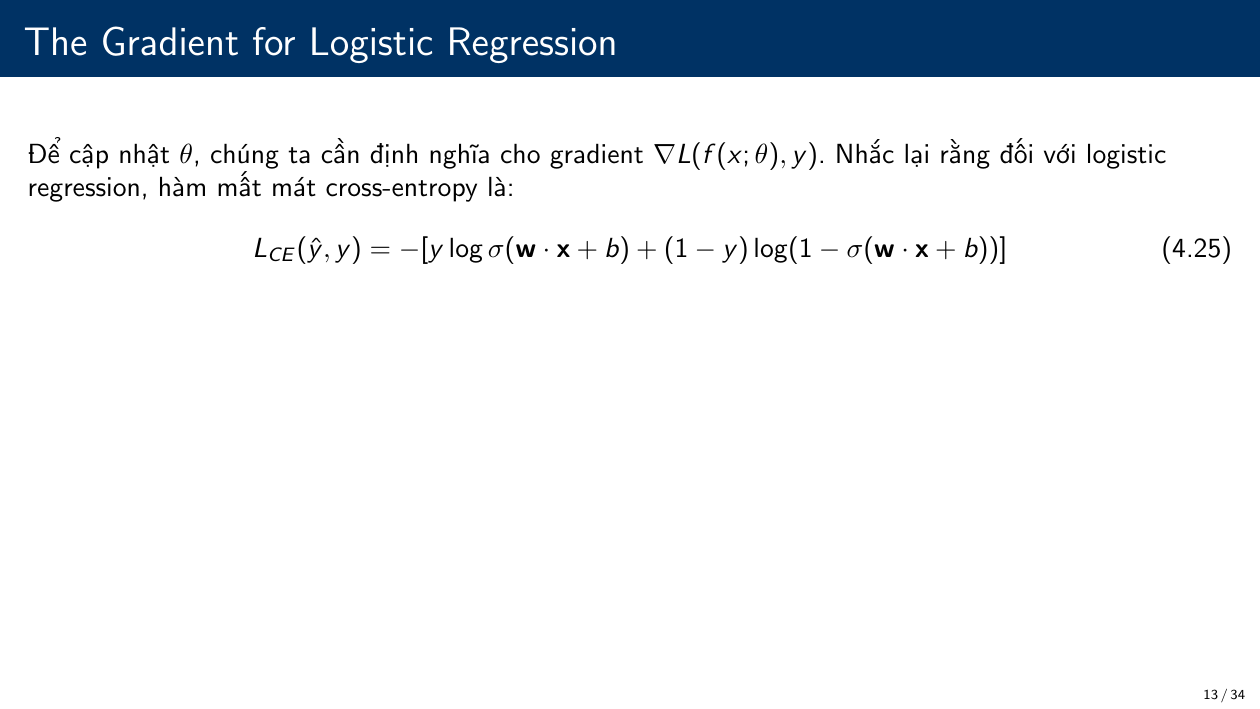 The Gradient for Logistic Regression
Để cập nhật θ, chúng ta cần định nghĩa cho gradient ∇L(f(x; θ), y). Nhắc lại rằng đối với logistic
regression, hàm mất mát cross-entropy là:
L_CE(ŷ, y) = −[y log σ(w · x + b) + (1 − y) log(1 − σ(w · x + b))] (4.25)
13 / 34